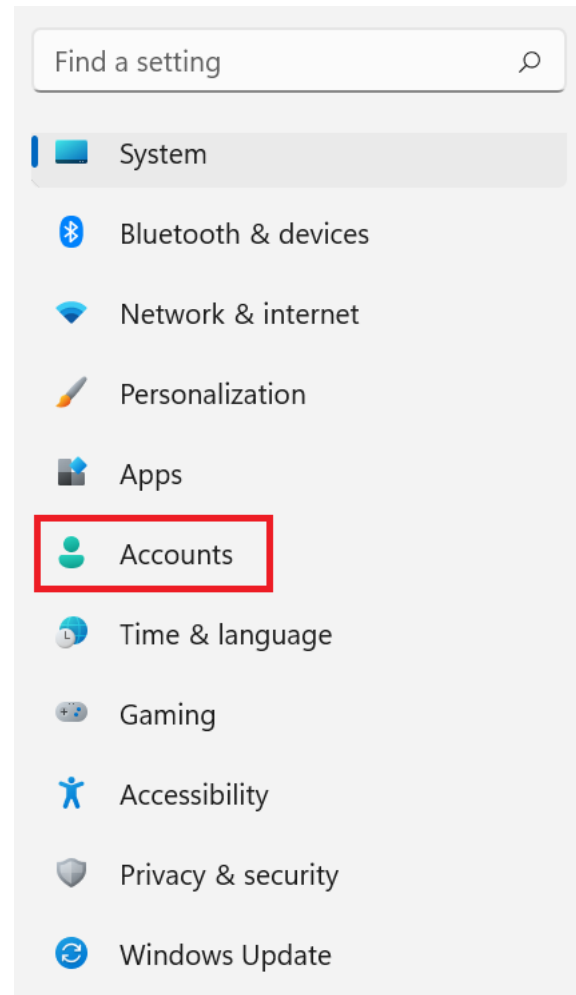 Find a setting
System
Bluetooth & devices
Network & internet
Personalization
Apps
Accounts
Time & language
Gaming
Accessibility
Privacy & security
Windows Update